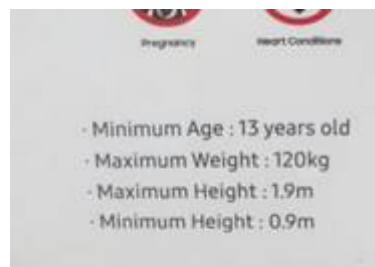 Pregnancy
Heart Conditions
· Minimum Age : 13 years old
· Maximum Weight : 120kg
· Maximum Height : 1.9m
· Minimum Height : 0.9m